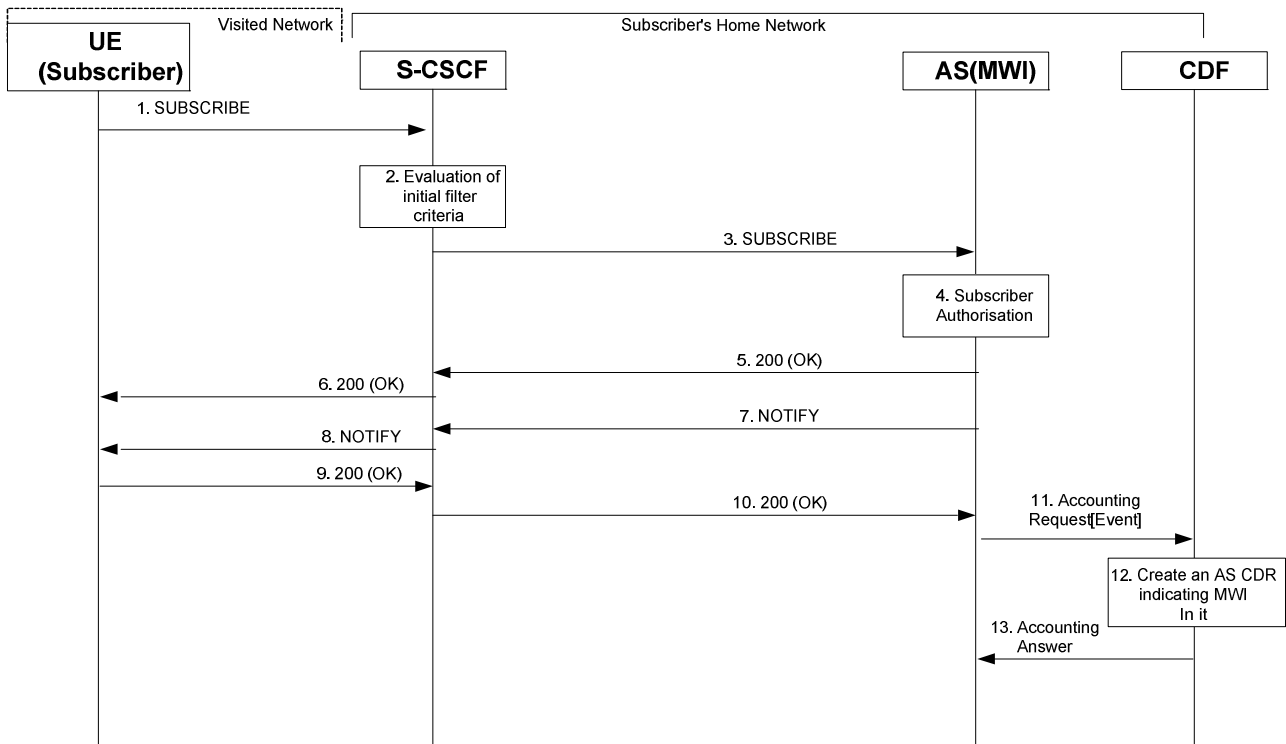 Visited Network
Subscriber's Home Network
UE
(Subscriber)
S-CSCF
AS(MWI)
CDF
1. SUBSCRIBE
2. Evaluation of
initial filter
criteria
3. SUBSCRIBE
4. Subscriber
Authorisation
5. 200 (OK)
6. 200 (OK)
7. NOTIFY
8. NOTIFY
9. 200 (OK)
10. 200 (OK)
11. Accounting
Request[Event]
12. Create an AS CDR
indicating MWI
In it
13. Accounting
Answer